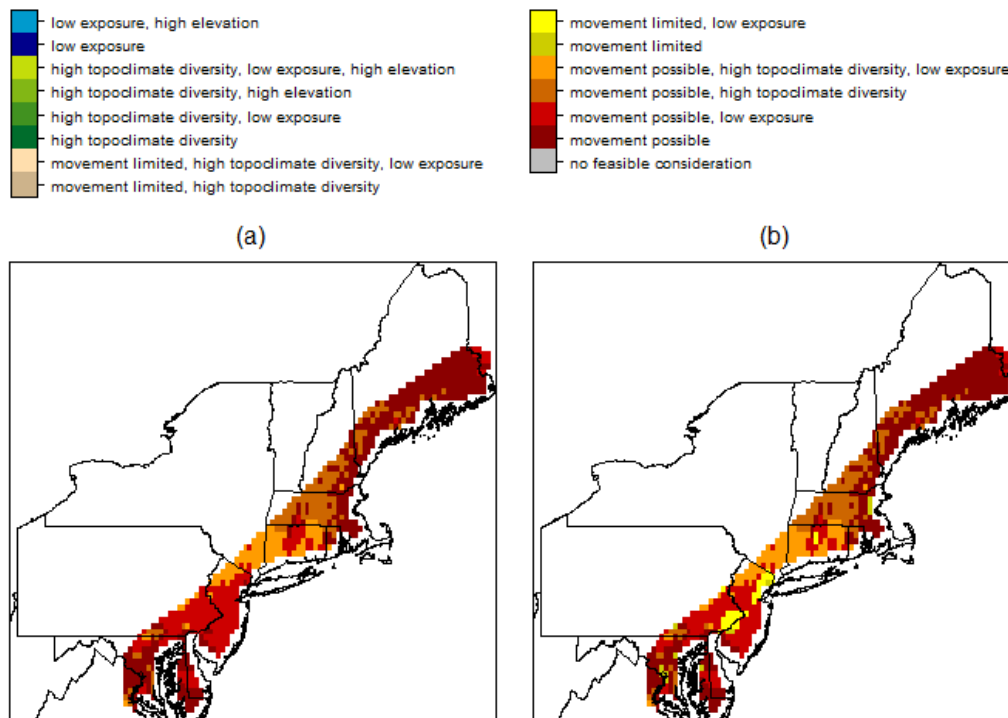 low exposure, high elevation
low exposure
high topoclimate diversity, low exposure, high elevation
high topoclimate diversity, high elevation
high topoclimate diversity, low exposure
high topoclimate diversity
movement limited, high topoclimate diversity, low exposure
movement limited, high topoclimate diversity
movement limited, low exposure
movement limited
movement possible, high topoclimate diversity, low exposure
movement possible, high topoclimate diversity
movement possible, low exposure
movement possible
no feasible consideration
(a)
(b)